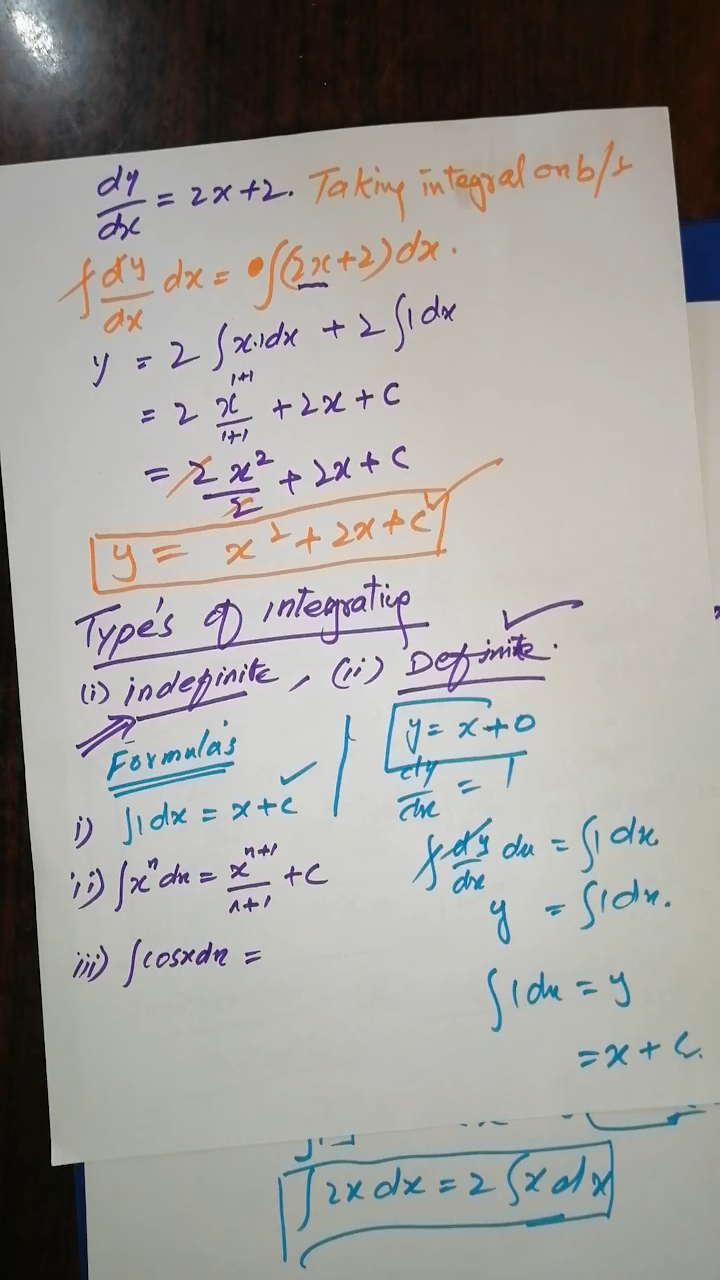 dy/dx = 2x+2. Taking integral on b/s
∫ dy/dx dx = ∫(2x+2)dx.
y = 2 ∫x.1dx + 2 ∫1dx
= 2 x^(1+1)/(1+1) + 2x + C
= 2 x²/2 + 2x + C
y = x² + 2x + C
Type's of integration
(i) indefinite, (ii) Definite.
Formula's
i) ∫1dx = x+c
ii) ∫xⁿdx = x^(n+1)/(n+1) + C
iii) ∫cosxdx =
y = x+0
dy/dx = 1
∫ dy/dx dx = ∫1dx
y = ∫1dx.
∫1dx = y
= x + C.
∫2xdx = 2 ∫x dx